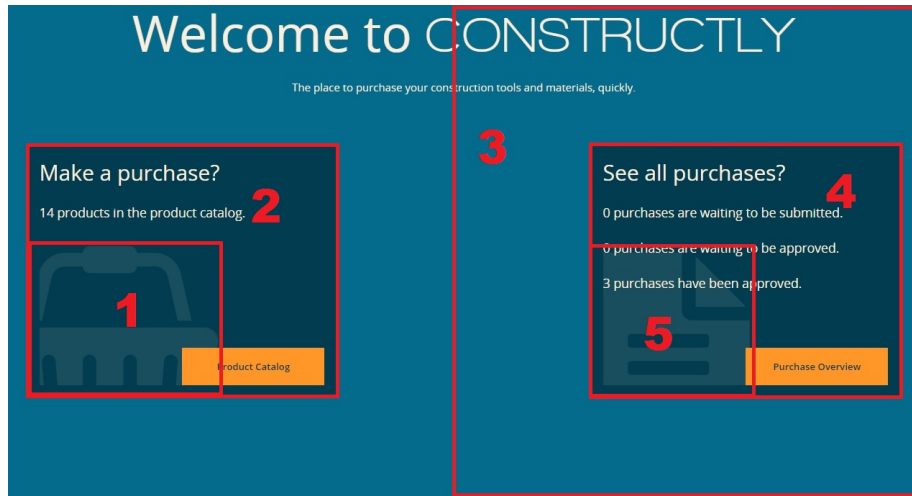 Welcome to CONSTRUCTLY
The place to purchase your construction tools and materials, quickly.
3
Make a purchase?
14 products in the product catalog.
2
1
Product Catalog
See all purchases?
4
0 purchases are waiting to be submitted.
0 purchases are waiting to be approved.
3 purchases have been approved.
5
Purchase Overview